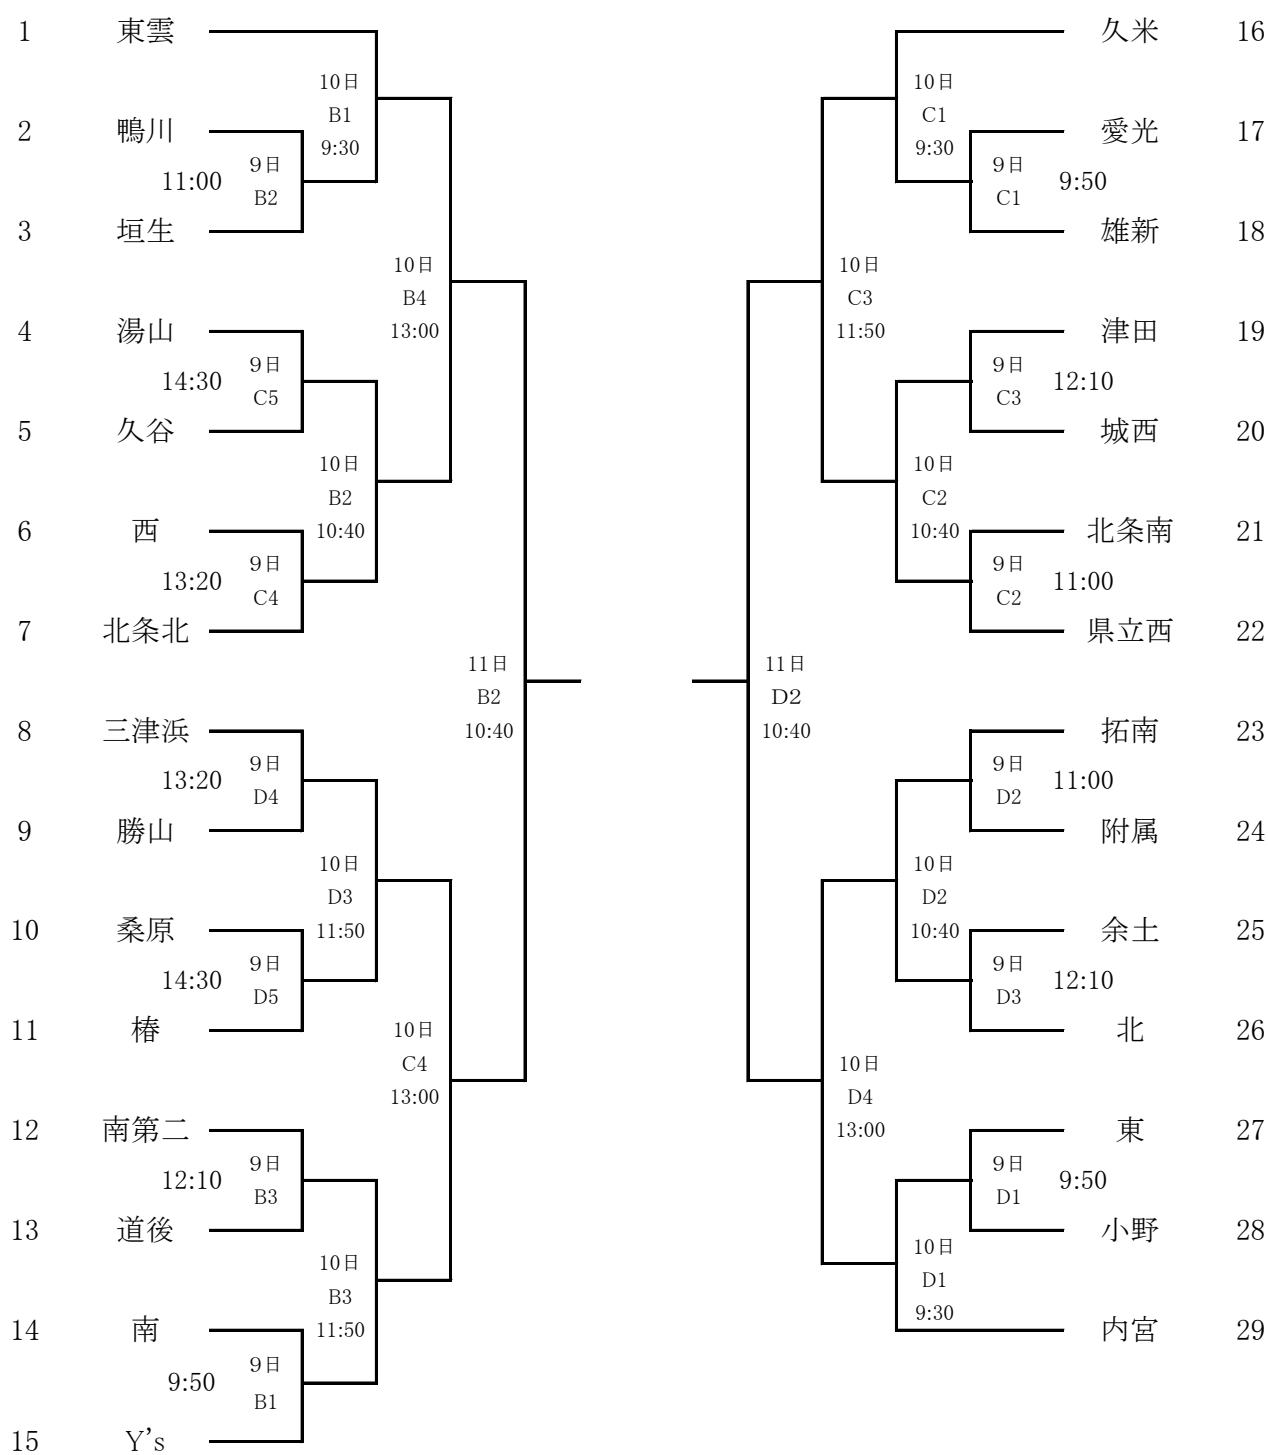 1 東雲
10日
B1
9:30
2 鴨川
11:00
9日
B2
3 垣生
10日
B4
13:00
4 湯山
14:30
9日
C5
5 久谷
10日
B2
10:40
6 西
13:20
9日
C4
7 北条北
11日
B2
10:40
8 三津浜
13:20
9日
D4
9 勝山
10日
D3
11:50
10 桑原
14:30
9日
D5
11 椿
10日
C4
13:00
12 南第二
12:10
9日
B3
13 道後
10日
B3
11:50
14 南
9:50
9日
B1
15 Y's
久米 16
10日
C1
9:30
愛光 17
9日
C1
9:50
雄新 18
10日
C3
11:50
津田 19
9日
C3
12:10
城西 20
10日
C2
10:40
北条南 21
9日
C2
11:00
県立西 22
11日
D2
10:40
拓南 23
9日
D2
11:00
附属 24
10日
D2
10:40
余土 25
9日
D3
12:10
北 26
10日
D4
13:00
東 27
9日
D1
9:50
小野 28
10日
D1
9:30
内宮 29